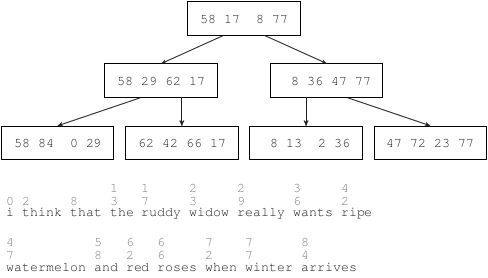 58 17 8 77
58 29 62 17
8 36 47 77
58 84 0 29
62 42 66 17
8 13 2 36
47 72 23 77
1 1 2 2 3 4
0 2 8 3 7 3 9 6 2
i think that the ruddy widow really wants ripe
4 5 6 6 7 7 8
7 8 2 6 2 7 4
watermelon and red roses when winter arrives